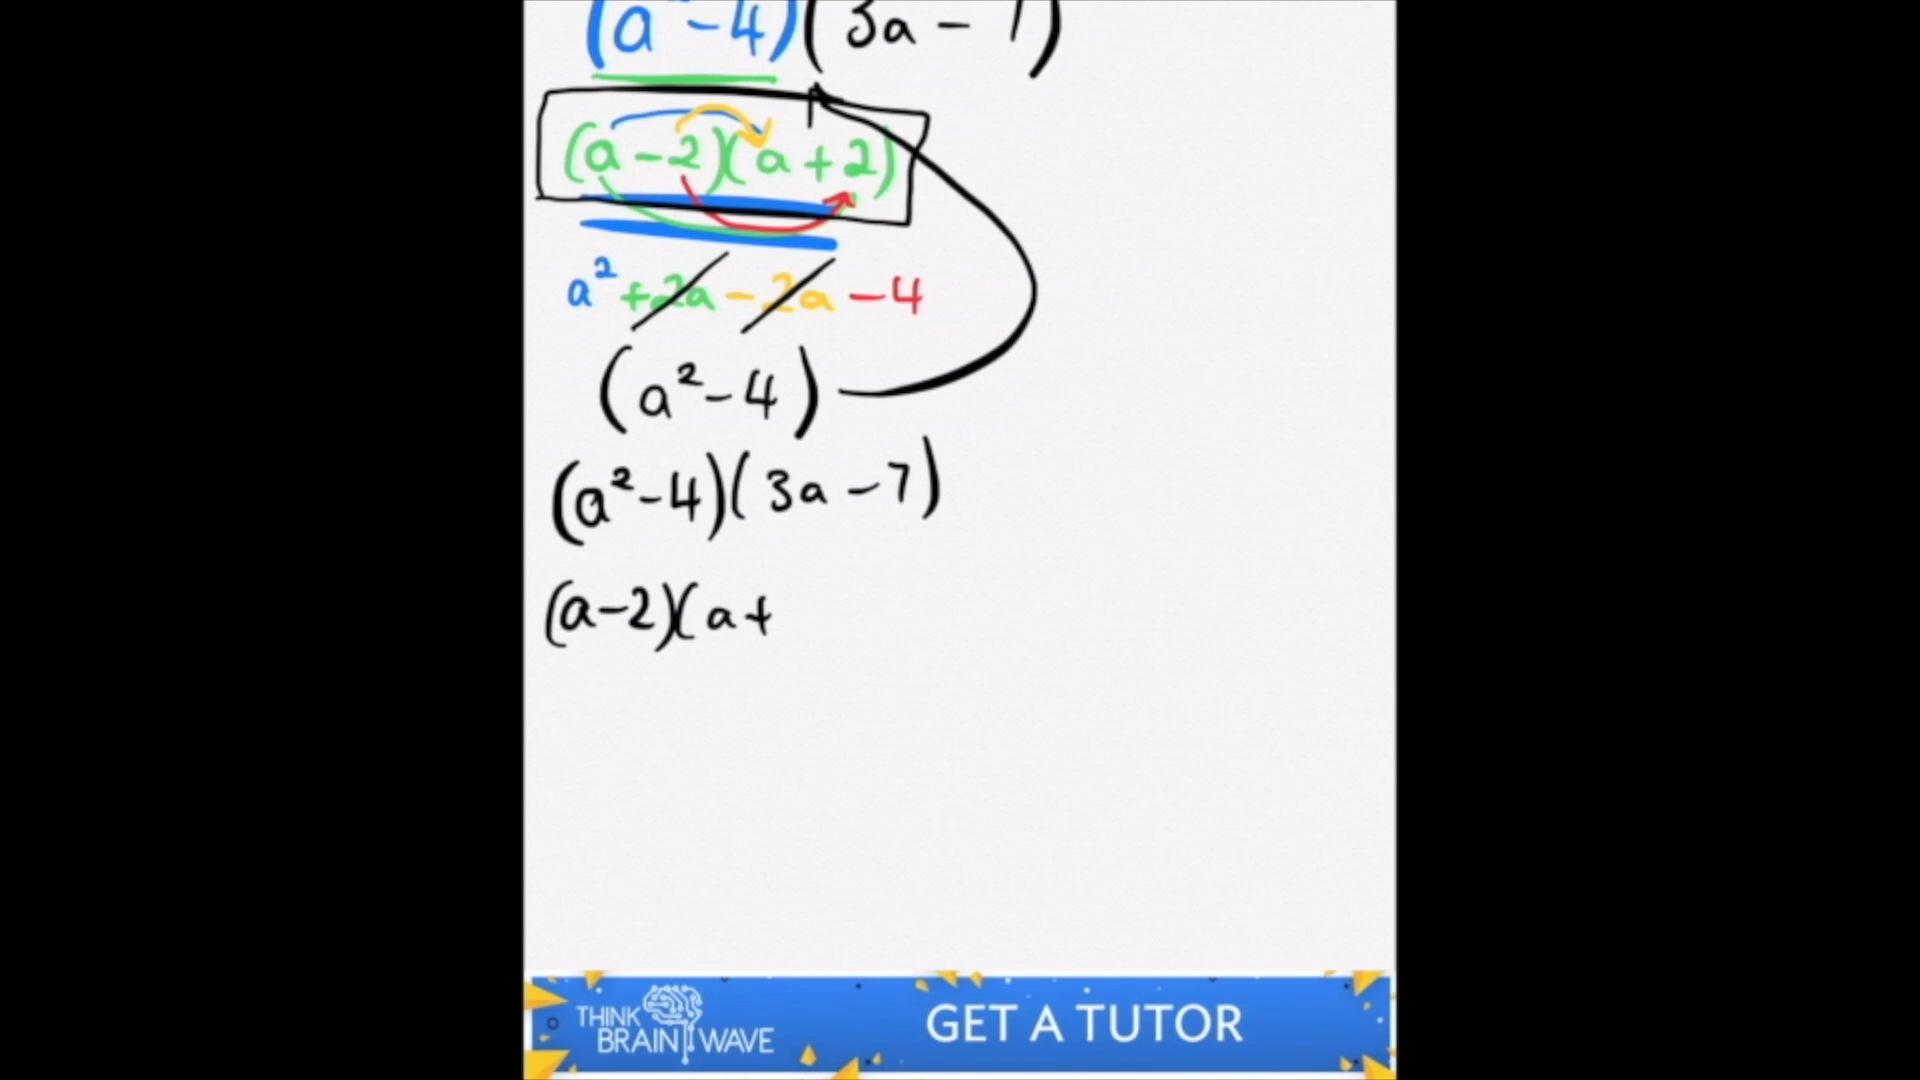 (a²-4)(3a-7)
(a-2)(a+2)
a²+2a-2a-4
(a²-4)
(a²-4)(3a-7)
(a-2)(a+
THINK
BRAIN WAVE
GET A TUTOR